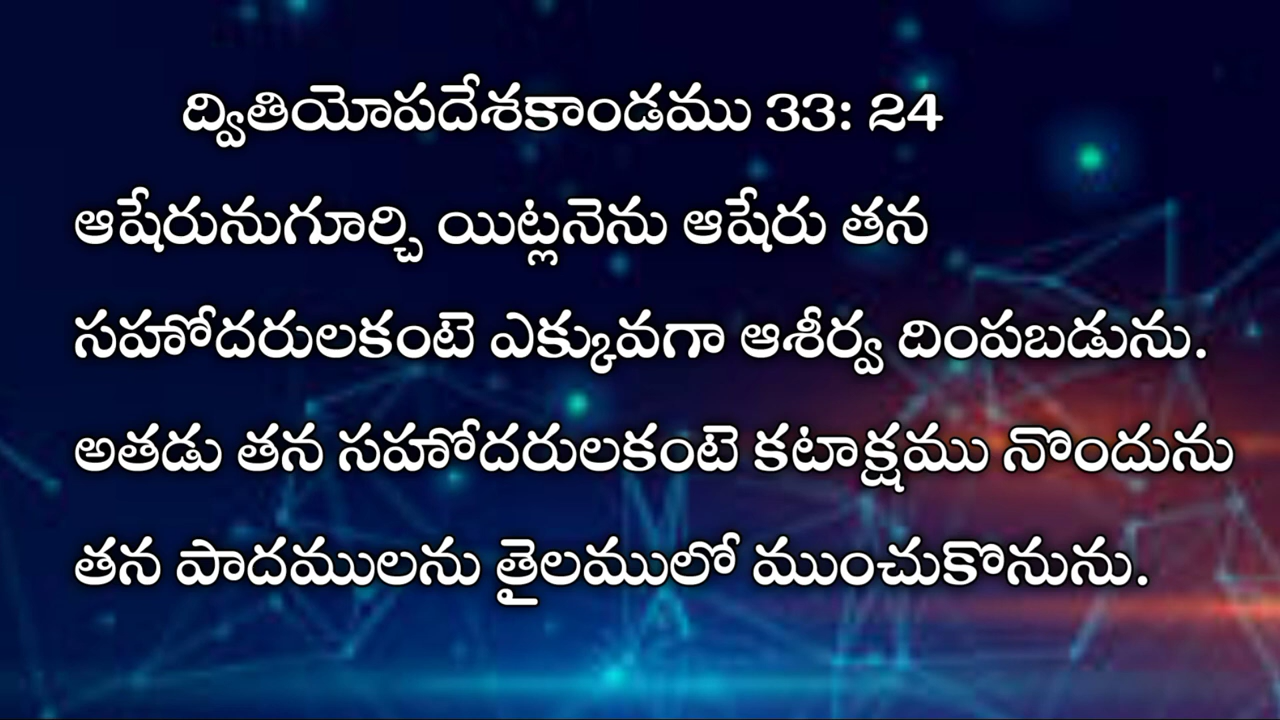 ద్వితియోపదేశకాండము 33: 24
ఆషేరునుగూర్చి యిట్లనెను ఆషేరు తన
సహోదరులకంటె ఎక్కువగా ఆశీర్వ దింపబడును.
అతడు తన సహోదరులకంటె కటాక్షము నొందును
తన పాదములను తైలములో ముంచుకొనును.